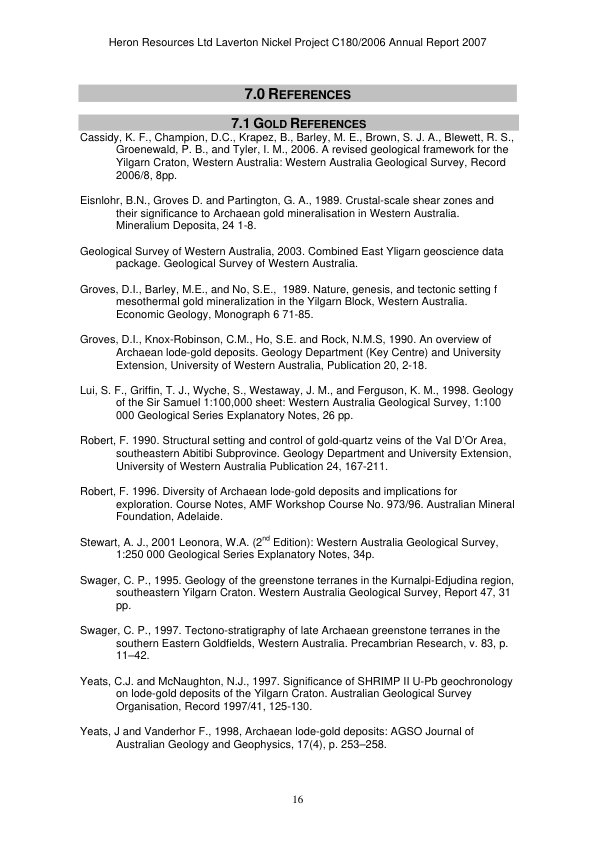 Heron Resources Ltd Laverton Nickel Project C180/2006 Annual Report 2007
7.0 REFERENCES
7.1 GOLD REFERENCES
Cassidy, K. F., Champion, D.C., Krapez, B., Barley, M. E., Brown, S. J. A., Blewett, R. S.,
Groenewald, P. B., and Tyler, I. M., 2006. A revised geological framework for the
Yilgarn Craton, Western Australia: Western Australia Geological Survey, Record
2006/8, 8pp.
Eisnlohr, B.N., Groves D. and Partington, G. A., 1989. Crustal-scale shear zones and
their significance to Archaean gold mineralisation in Western Australia.
Mineralium Deposita, 24 1-8.
Geological Survey of Western Australia, 2003. Combined East Yligarn geoscience data
package. Geological Survey of Western Australia.
Groves, D.I., Barley, M.E., and No, S.E.,  1989. Nature, genesis, and tectonic setting f
mesothermal gold mineralization in the Yilgarn Block, Western Australia.
Economic Geology, Monograph 6 71-85.
Groves, D.I., Knox-Robinson, C.M., Ho, S.E. and Rock, N.M.S, 1990. An overview of
Archaean lode-gold deposits. Geology Department (Key Centre) and University
Extension, University of Western Australia, Publication 20, 2-18.
Lui, S. F., Griffin, T. J., Wyche, S., Westaway, J. M., and Ferguson, K. M., 1998. Geology
of the Sir Samuel 1:100,000 sheet: Western Australia Geological Survey, 1:100
000 Geological Series Explanatory Notes, 26 pp.
Robert, F. 1990. Structural setting and control of gold-quartz veins of the Val D'Or Area,
southeastern Abitibi Subprovince. Geology Department and University Extension,
University of Western Australia Publication 24, 167-211.
Robert, F. 1996. Diversity of Archaean lode-gold deposits and implications for
exploration. Course Notes, AMF Workshop Course No. 973/96. Australian Mineral
Foundation, Adelaide.
Stewart, A. J., 2001 Leonora, W.A. (2nd Edition): Western Australia Geological Survey,
1:250 000 Geological Series Explanatory Notes, 34p.
Swager, C. P., 1995. Geology of the greenstone terranes in the Kurnalpi-Edjudina region,
southeastern Yilgarn Craton. Western Australia Geological Survey, Report 47, 31
pp.
Swager, C. P., 1997. Tectono-stratigraphy of late Archaean greenstone terranes in the
southern Eastern Goldfields, Western Australia. Precambrian Research, v. 83, p.
11–42.
Yeats, C.J. and McNaughton, N.J., 1997. Significance of SHRIMP II U-Pb geochronology
on lode-gold deposits of the Yilgarn Craton. Australian Geological Survey
Organisation, Record 1997/41, 125-130.
Yeats, J and Vanderhor F., 1998, Archaean lode-gold deposits: AGSO Journal of
Australian Geology and Geophysics, 17(4), p. 253–258.
16